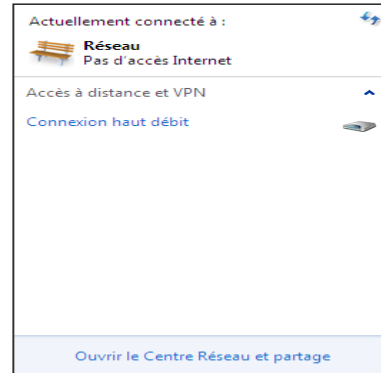 Actuellement connecté à :
Réseau
Pas d'accès Internet
Accès à distance et VPN
Connexion haut débit
Ouvrir le Centre Réseau et partage